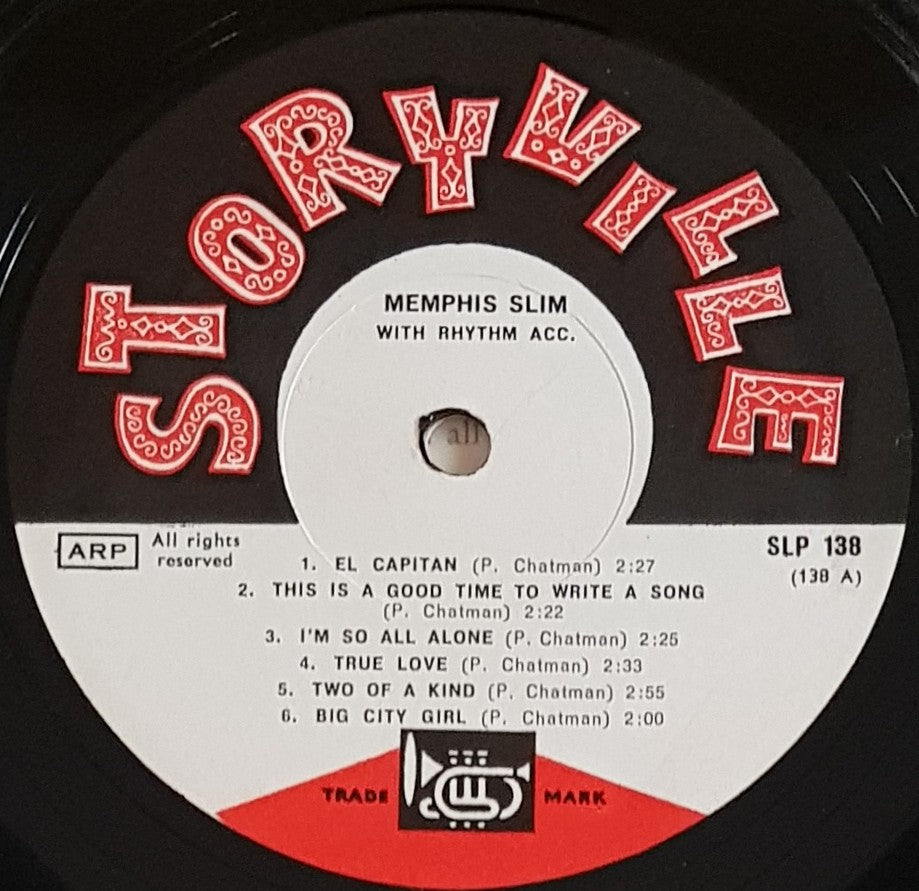 STORYVILLE
MEMPHIS SLIM
WITH RHYTHM ACC.
all
ARP
All rights
reserved
SLP 138
(138 A)
1. EL CAPITAN (P. Chatman) 2:27
2. THIS IS A GOOD TIME TO WRITE A SONG
(P. Chatman) 2:22
3. I'M SO ALL ALONE (P. Chatman) 2:25
4. TRUE LOVE (P. Chatman) 2:33
5. TWO OF A KIND (P. Chatman) 2:55
6. BIG CITY GIRL (P. Chatman) 2:00
TRADE MARK